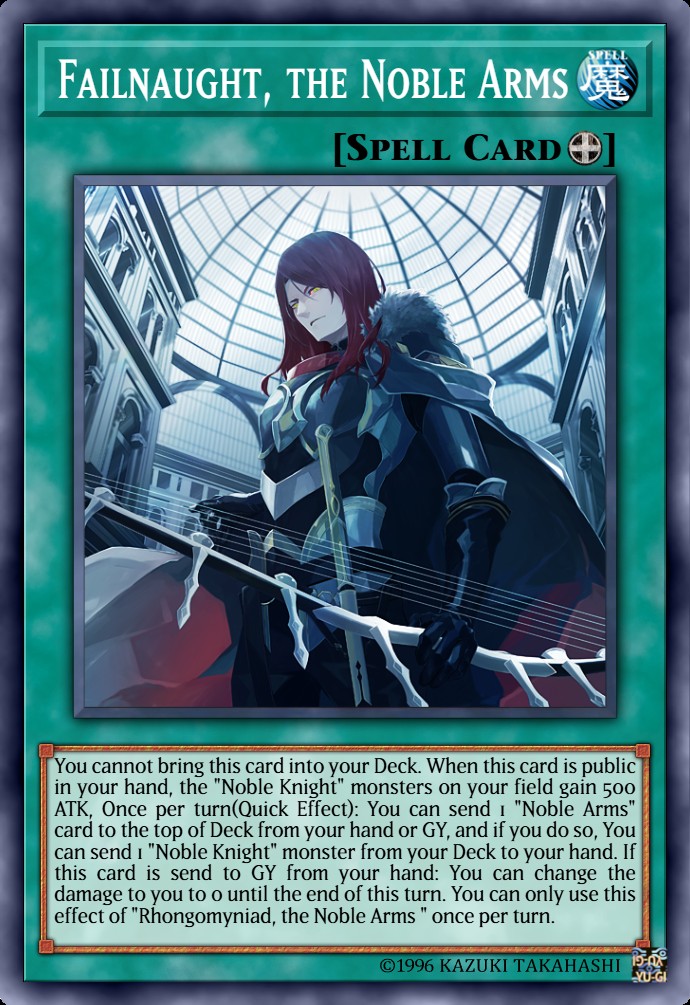 FAILNAUGHT, THE NOBLE ARMS
SPELL
魔
[SPELL CARD]
You cannot bring this card into your Deck. When this card is public
in your hand, the "Noble Knight" monsters on your field gain 500
ATK, Once per turn(Quick Effect): You can send 1 "Noble Arms"
card to the top of Deck from your hand or GY, and if you do so, You
can send 1 "Noble Knight" monster from your Deck to your hand. If
this card is send to GY from your hand: You can change the
damage to you to 0 until the end of this turn. You can only use this
effect of "Rhongomyniad, the Noble Arms " once per turn.
©1996 KAZUKI TAKAHASHI
YU-GI
YU-GI